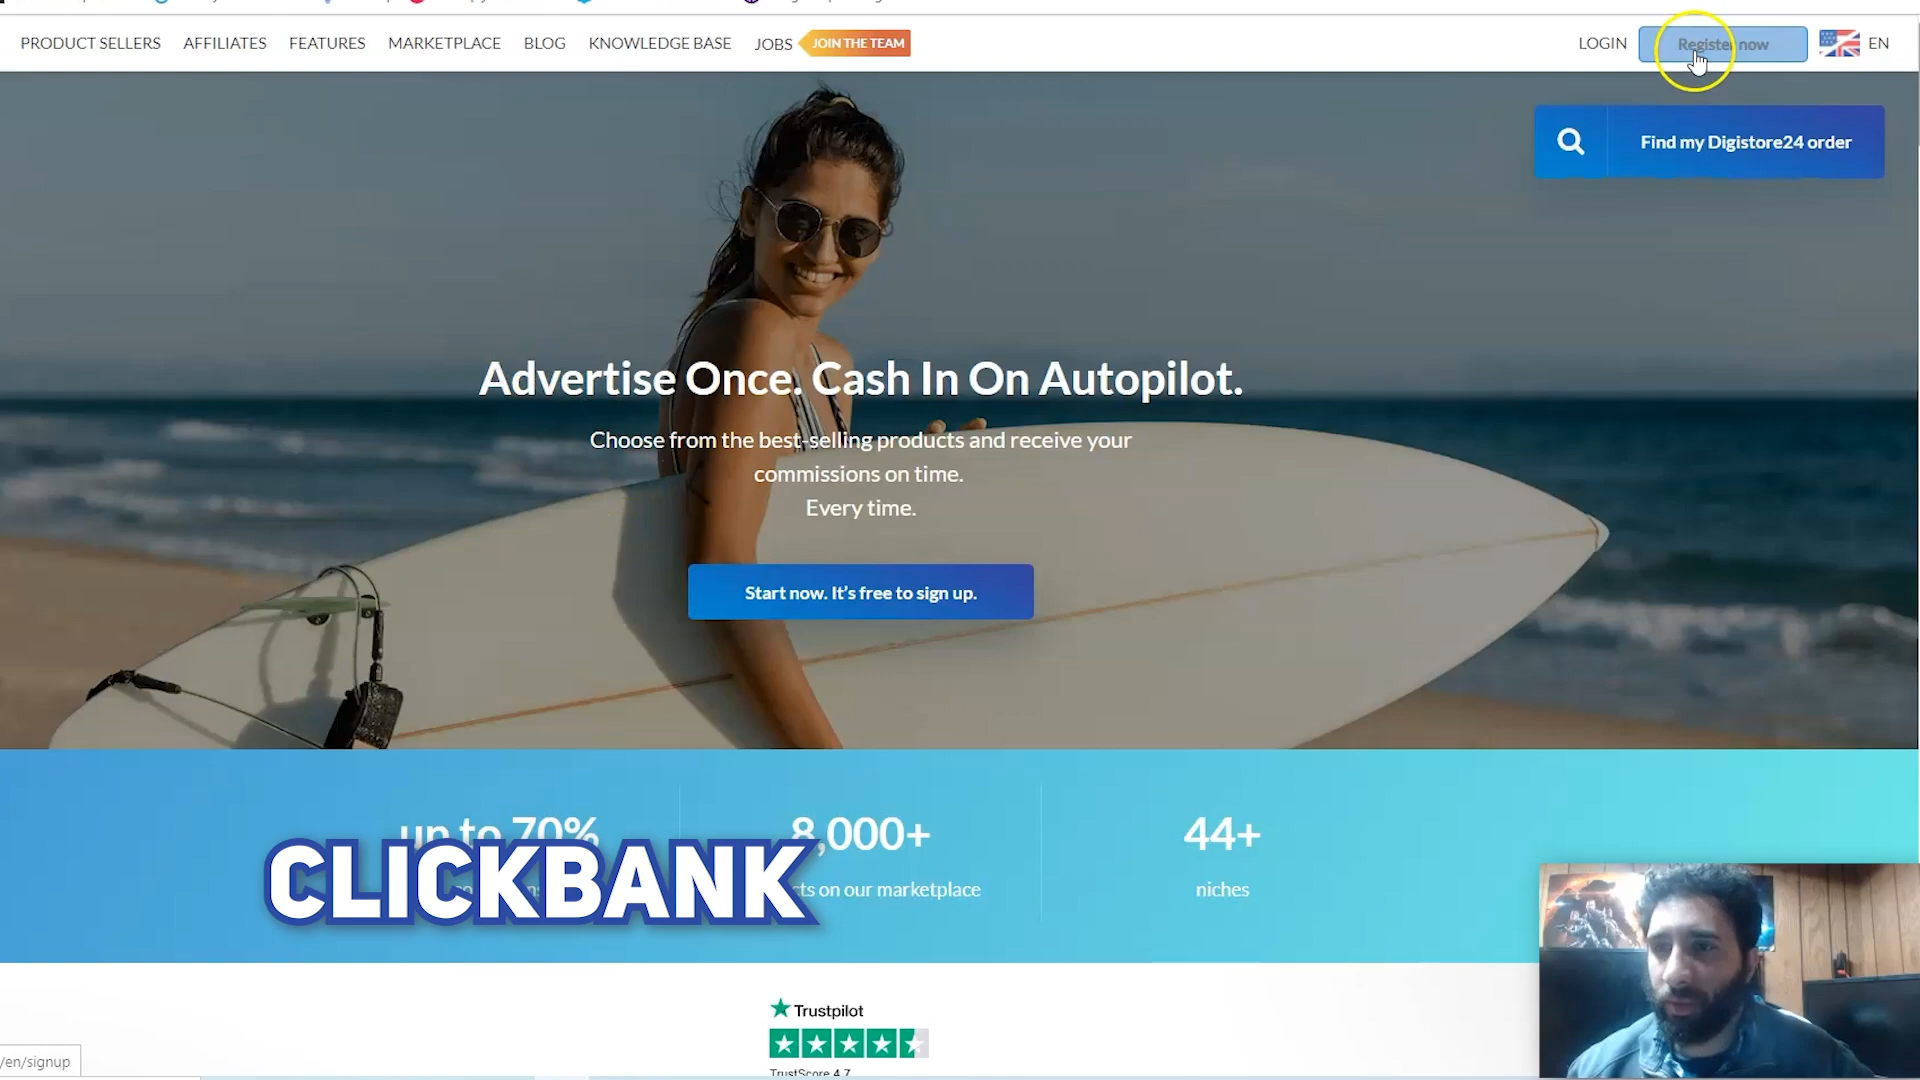 PRODUCT SELLERS AFFILIATES FEATURES MARKETPLACE BLOG KNOWLEDGE BASE JOBS JOIN THE TEAM LOGIN Register now EN
Find my Digistore24 order
Advertise Once. Cash In On Autopilot.
Choose from the best-selling products and receive your
commissions on time.
Every time.
Start now. It's free to sign up.
up to 70% 8,000+ 44+
CLICKBANK
on our marketplace niches
Trustpilot
TrustScore 4.7
/en/signup